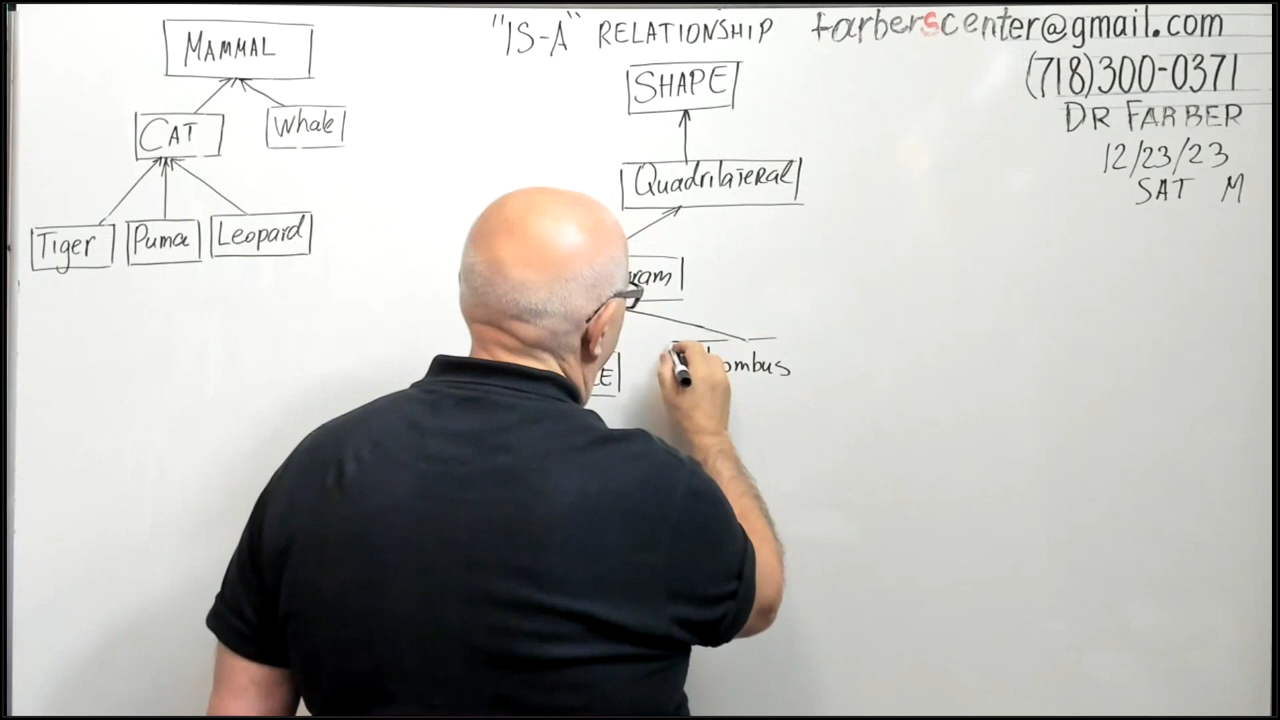 "IS-A" RELATIONSHIP
farberscenter@gmail.com
(718)300-0371
DR FARBER
12/23/23
SAT M
MAMMAL
CAT
Whale
Tiger
Puma
Leopard
SHAPE
Quadrilateral